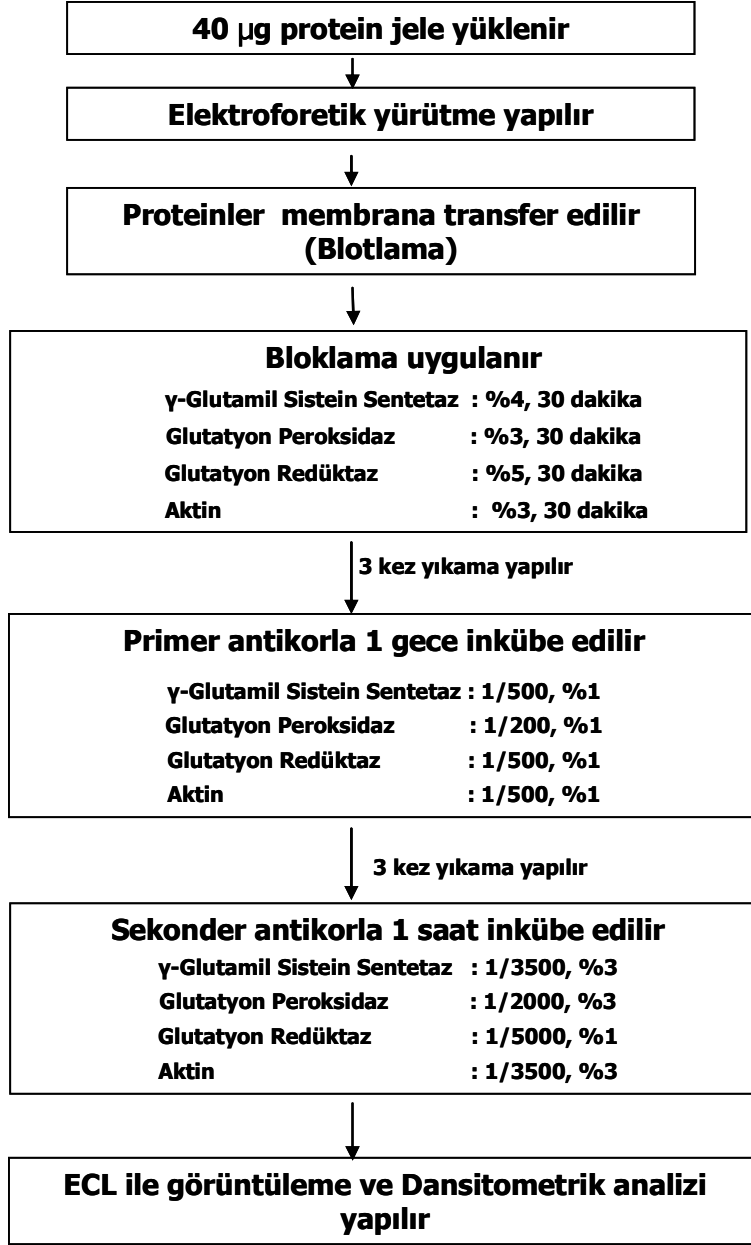 40 µg protein jele yüklenir
Elektroforetik yürütme yapılır
Proteinler membrana transfer edilir
(Blotlama)
Bloklama uygulanır
γ-Glutamil Sistein Sentetaz : %4, 30 dakika
Glutatyon Peroksidaz : %3, 30 dakika
Glutatyon Redüktaz : %5, 30 dakika
Aktin : %3, 30 dakika
3 kez yıkama yapılır
Primer antikorla 1 gece inkübe edilir
γ-Glutamil Sistein Sentetaz : 1/500, %1
Glutatyon Peroksidaz : 1/200, %1
Glutatyon Redüktaz : 1/500, %1
Aktin : 1/500, %1
3 kez yıkama yapılır
Sekonder antikorla 1 saat inkübe edilir
γ-Glutamil Sistein Sentetaz : 1/3500, %3
Glutatyon Peroksidaz : 1/2000, %3
Glutatyon Redüktaz : 1/5000, %1
Aktin : 1/3500, %3
ECL ile görüntüleme ve Dansitometrik analizi
yapılır